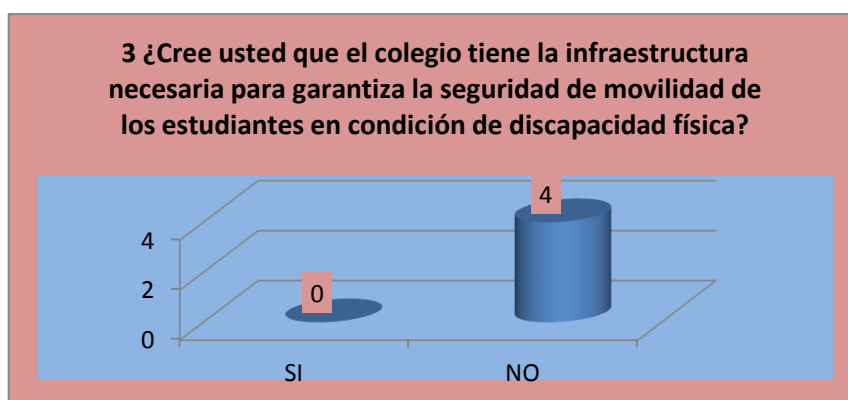 3 ¿Cree usted que el colegio tiene la infraestructura
necesaria para garantiza la seguridad de movilidad de
los estudiantes en condición de discapacidad física?
4
4
2
0
0
SI
NO